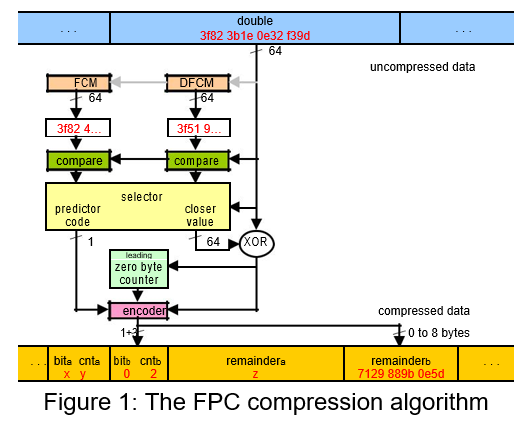 double
. . . 3f82 3b1e 0e32 f39d . . .
64
uncompressed data
FCM DFCM
64 64
3f82 4... 3f51 9...
compare compare
selector
predictor closer
code value
1 64 XOR
leading
zero byte
counter
encoder compressed data
1+3 0 to 8 bytes
. . . bita cnta bitb cntb remaindera remainderb . . .
x y 0 2 z 7129 889b 0e5d
Figure 1: The FPC compression algorithm